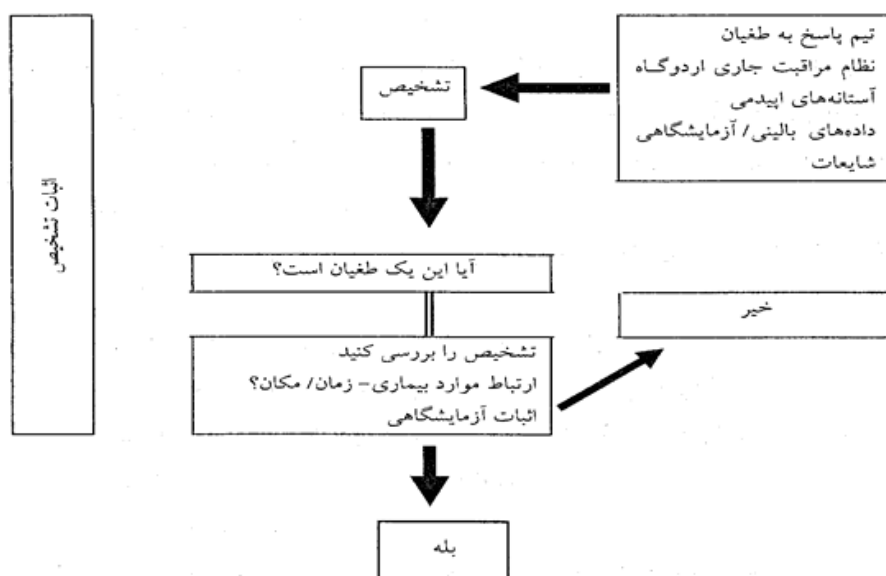 تیم پاسخ به طغیان
نظام مراقبت جاری اردوگاه
آستانه‌های اپیدمی
داده‌های بالینی/ آزمایشگاهی
شایعات
تشخیص
اثبات تشخیص
آیا این یک طغیان است؟
خیر
تشخیص را بررسی کنید
ارتباط موارد بیماری– زمان/ مکان؟
اثبات آزمایشگاهی
بله